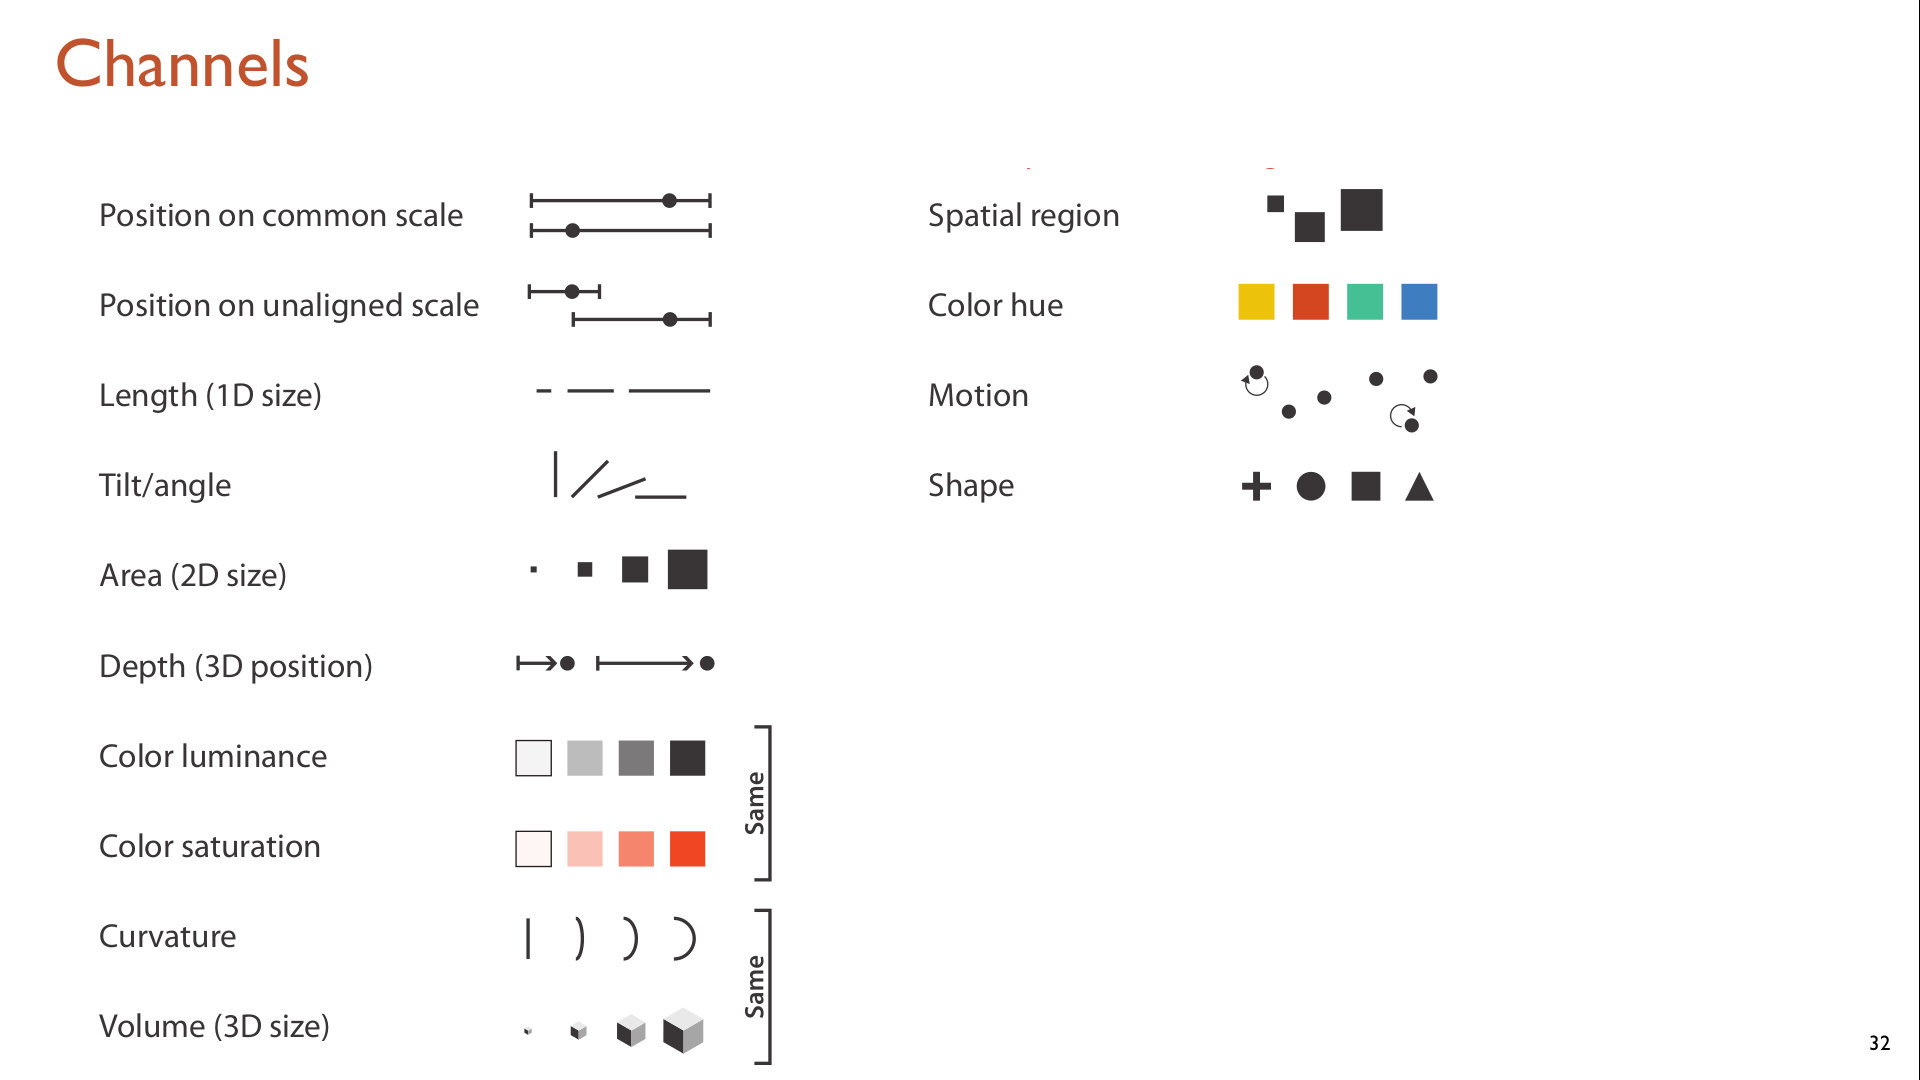 Channels
Position on common scale
Position on unaligned scale
Length (1D size)
Tilt/angle
Area (2D size)
Depth (3D position)
Color luminance
Color saturation
Same
Curvature
Volume (3D size)
Same
Spatial region
Color hue
Motion
Shape
32